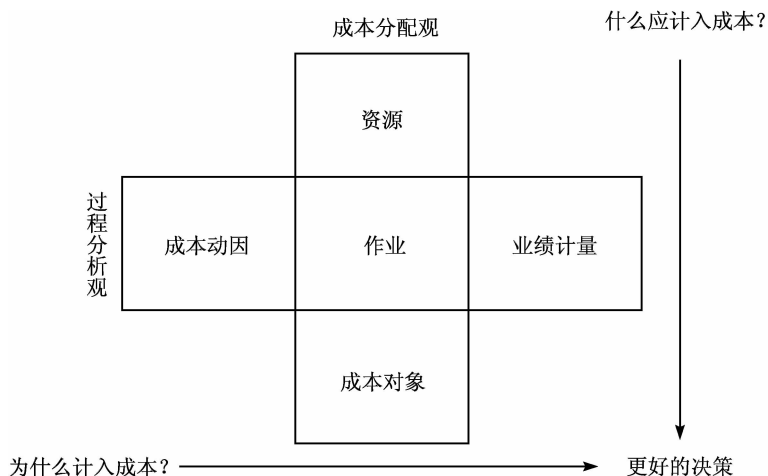 什么应计入成本？
成本分配观
资源
过程分析观
成本动因
作业
业绩计量
成本对象
为什么计入成本？
更好的决策